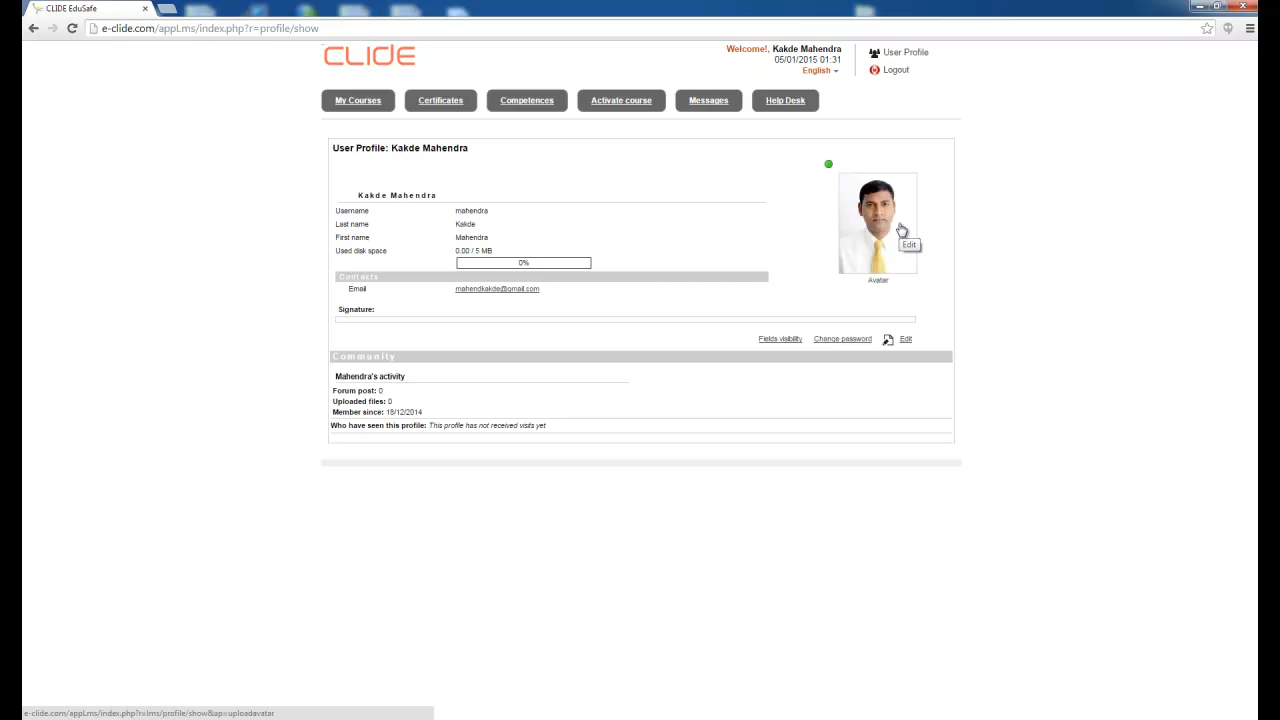 CLIDE EduSafe
e-clide.com/appLms/index.php?r=profile/show
CLIDE
Welcome!, Kakde Mahendra
05/01/2015 01:31
English
User Profile
Logout
My Courses Certificates Competences Activate course Messages Help Desk
User Profile: Kakde Mahendra
Kakde Mahendra
Username mahendra
Last name Kakde
First name Mahendra
Used disk space 0.00 / 5 MB
0%
Edit
Avatar
Contacts
Email mahendkakde@gmail.com
Signature:
Fields visibility Change password Edit
Community
Mahendra's activity
Forum post: 0
Uploaded files: 0
Member since: 18/12/2014
Who have seen this profile: This profile has not received visits yet
e-clide.com/appLms/index.php?r=lms/profile/show&ap=uploadavatar